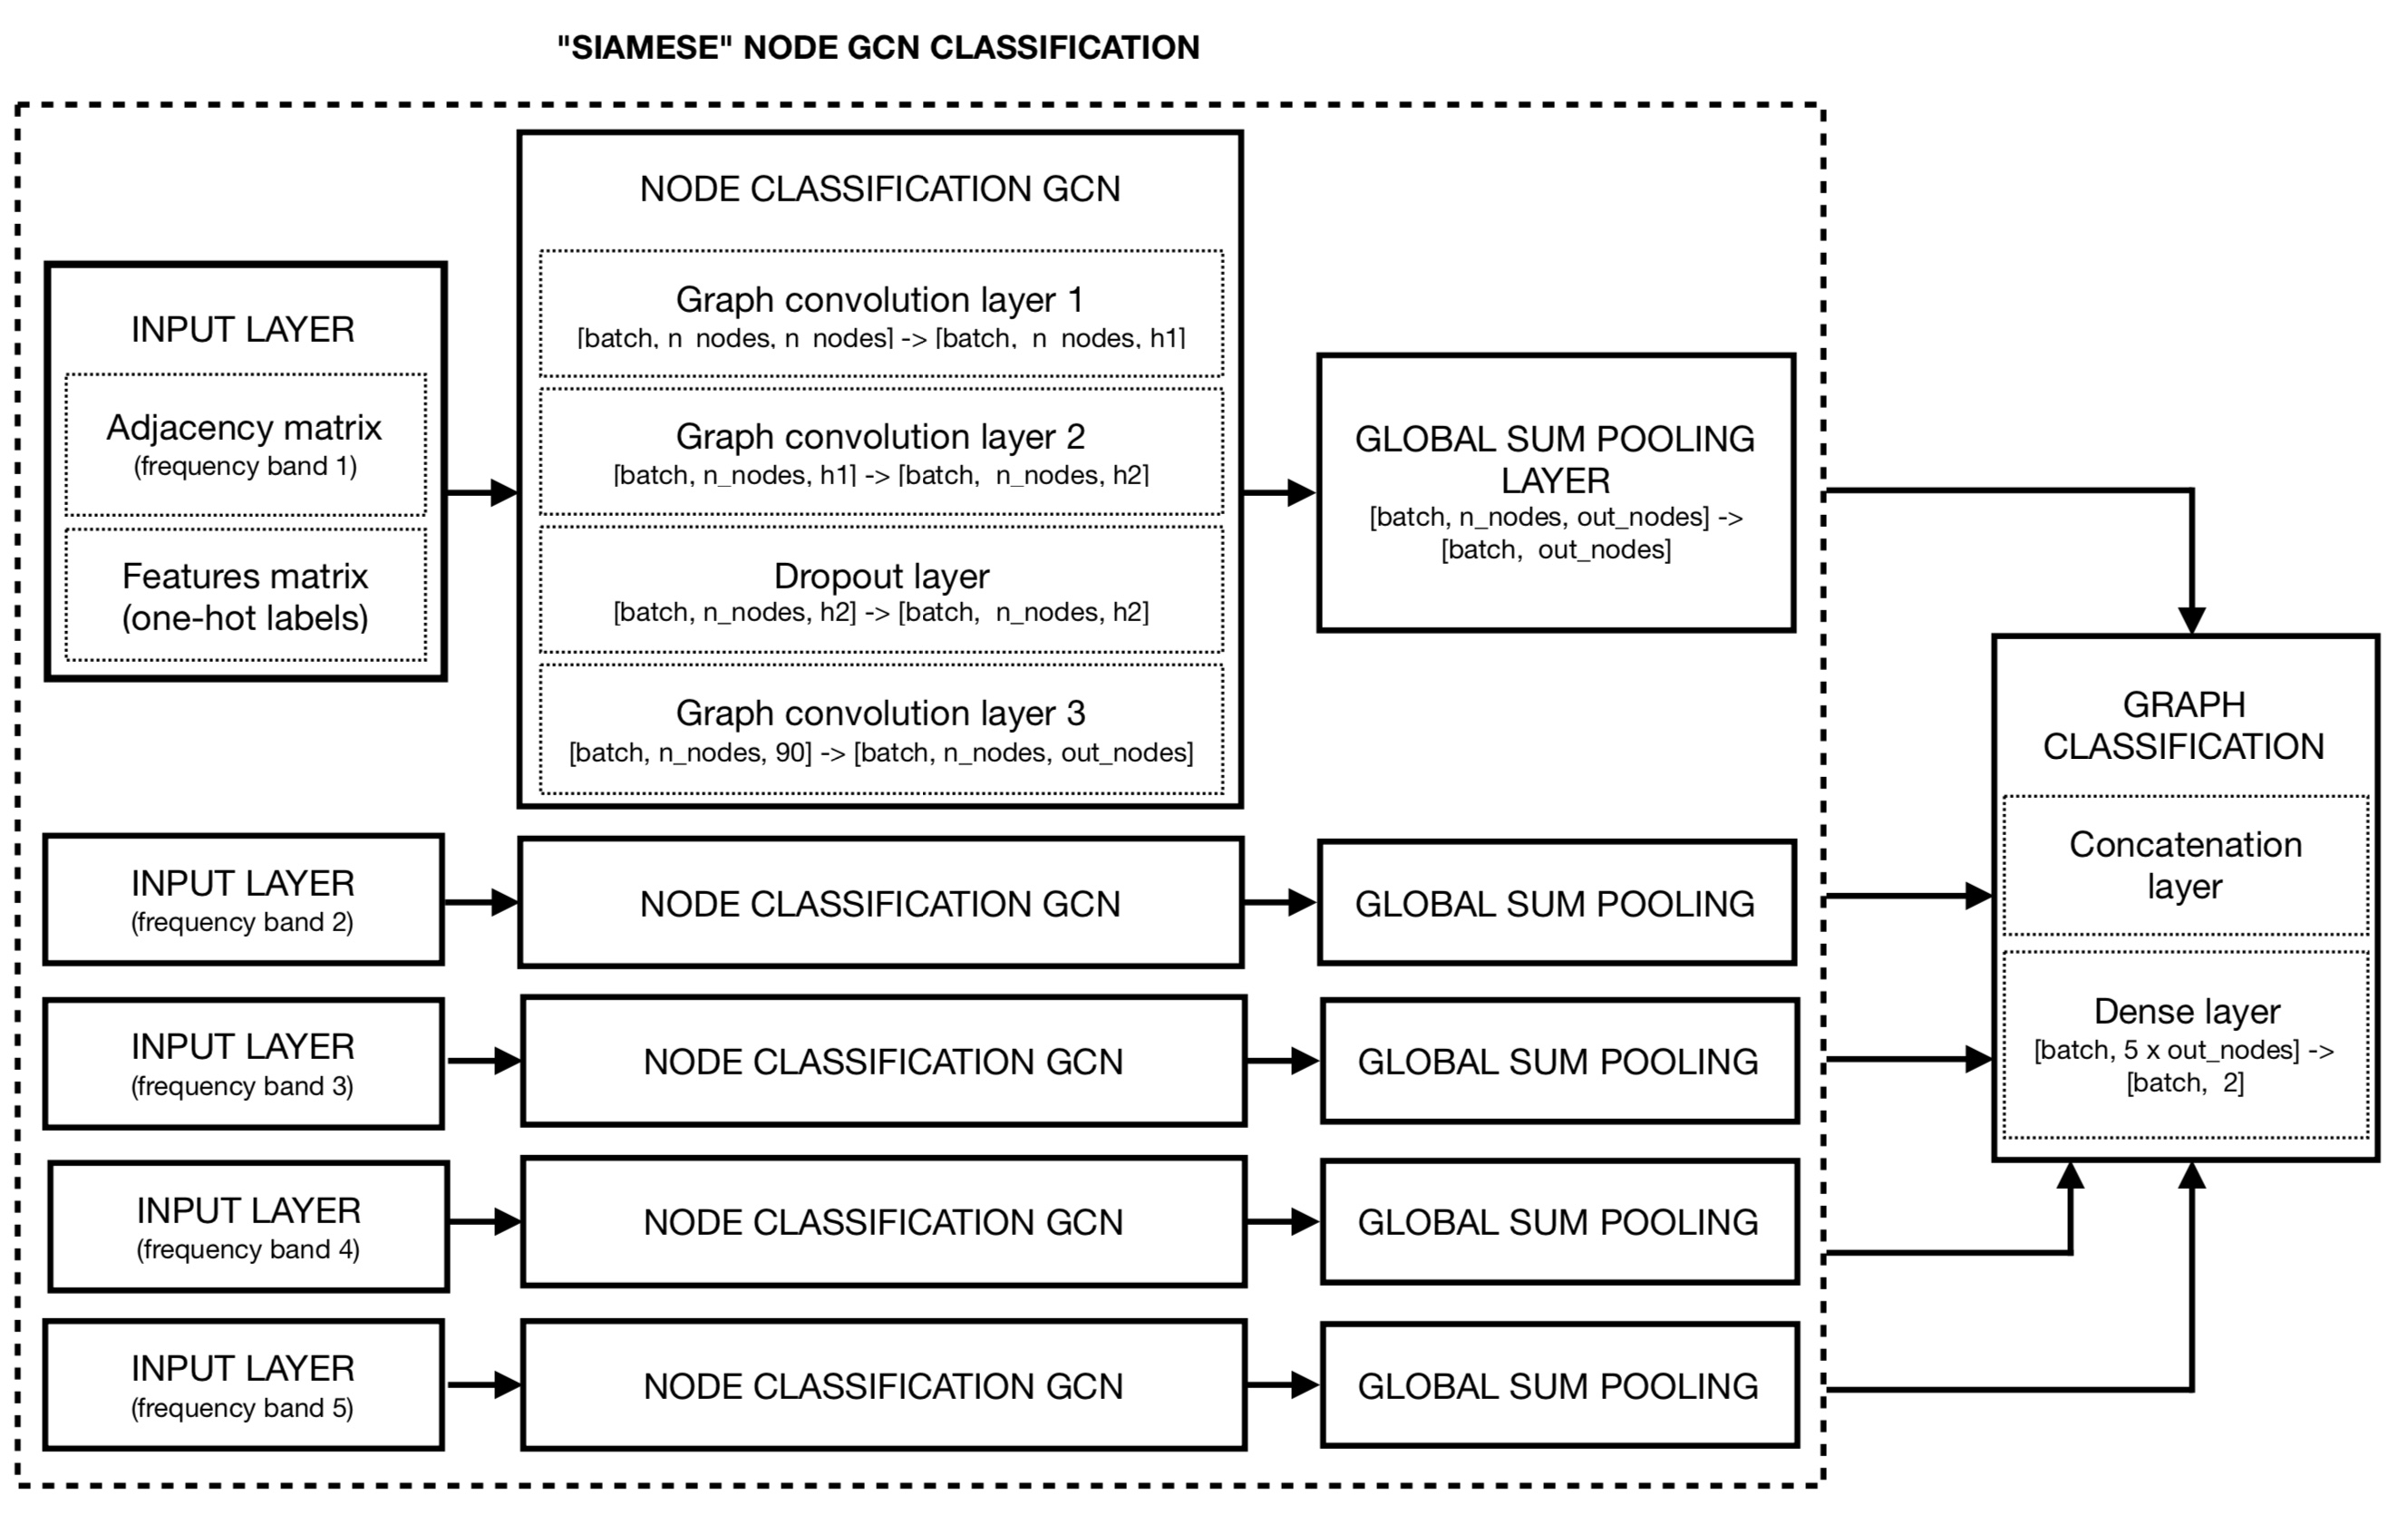 "SIAMESE" NODE GCN CLASSIFICATION
INPUT LAYER
Adjacency matrix
(frequency band 1)
Features matrix
(one-hot labels)
NODE CLASSIFICATION GCN
Graph convolution layer 1
[batch, n_nodes, n_nodes] -> [batch, n_nodes, h1]
Graph convolution layer 2
[batch, n_nodes, h1] -> [batch, n_nodes, h2]
Dropout layer
[batch, n_nodes, h2] -> [batch, n_nodes, h2]
Graph convolution layer 3
[batch, n_nodes, 90] -> [batch, n_nodes, out_nodes]
GLOBAL SUM POOLING
LAYER
[batch, n_nodes, out_nodes] ->
[batch, out_nodes]
INPUT LAYER
(frequency band 2)
NODE CLASSIFICATION GCN
GLOBAL SUM POOLING
INPUT LAYER
(frequency band 3)
NODE CLASSIFICATION GCN
GLOBAL SUM POOLING
INPUT LAYER
(frequency band 4)
NODE CLASSIFICATION GCN
GLOBAL SUM POOLING
INPUT LAYER
(frequency band 5)
NODE CLASSIFICATION GCN
GLOBAL SUM POOLING
GRAPH
CLASSIFICATION
Concatenation
layer
Dense layer
[batch, 5 x out_nodes] ->
[batch, 2]